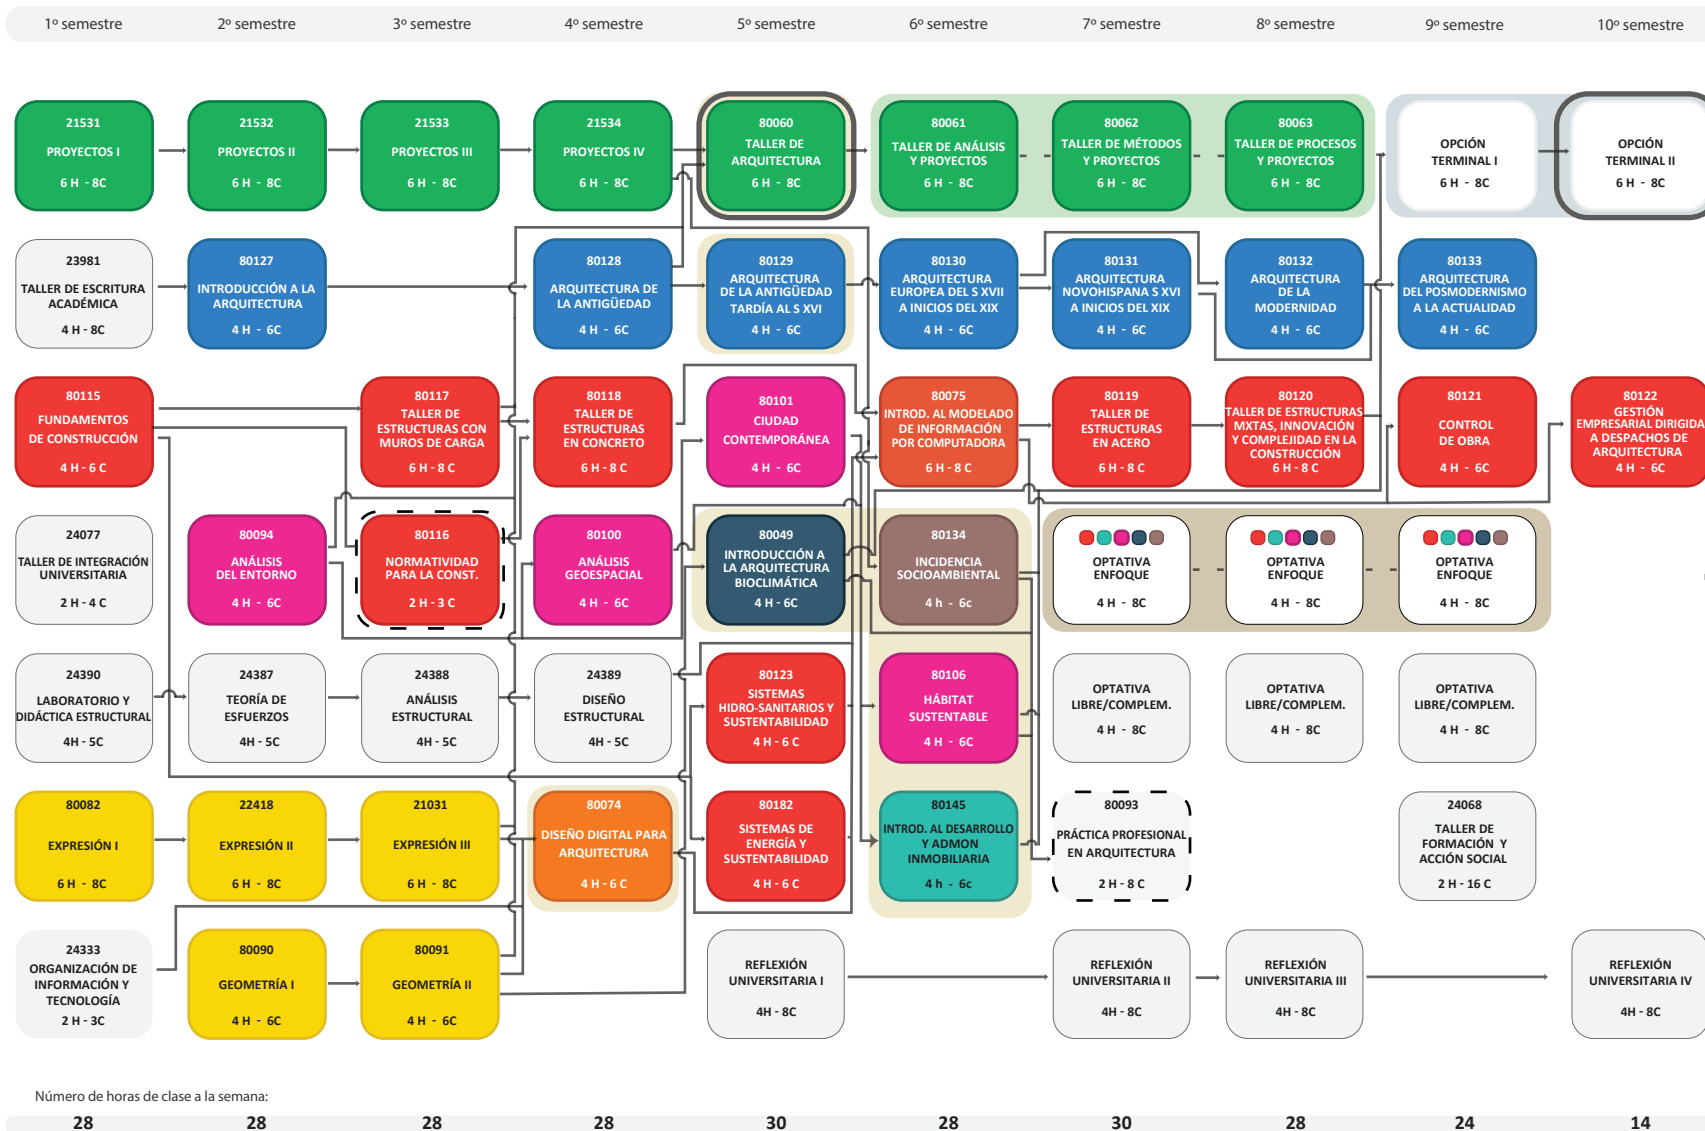 1º semestre
2º semestre
3º semestre
4º semestre
5º semestre
6º semestre
7º semestre
8º semestre
9º semestre
10º semestre
21531
PROYECTOS I
6 H - 8C
21532
PROYECTOS II
6 H - 8C
21533
PROYECTOS III
6 H - 8C
21534
PROYECTOS IV
6 H - 8C
80060
TALLER DE
ARQUITECTURA
6 H - 8C
80061
TALLER DE ANÁLISIS
Y PROYECTOS
6 H - 8C
80062
TALLER DE MÉTODOS
Y PROYECTOS
6 H - 8C
80063
TALLER DE PROCESOS
Y PROYECTOS
6 H - 8C
OPCIÓN
TERMINAL I
6 H - 8C
OPCIÓN
TERMINAL II
6 H - 8C
23981
TALLER DE ESCRITURA
ACADÉMICA
4 H - 8C
80127
INTRODUCCIÓN A LA
ARQUITECTURA
4 H - 6C
80128
ARQUITECTURA DE
LA ANTIGÜEDAD
4 H - 6C
80129
ARQUITECTURA
DE LA ANTIGÜEDAD
TARDÍA AL S XVI
4 H - 6C
80130
ARQUITECTURA
EUROPEA DEL S XVII
A INICIOS DEL XIX
4 H - 6C
80131
ARQUITECTURA
NOVOHISPANA S XVI
A INICIOS DEL XIX
4 H - 6C
80132
ARQUITECTURA
DE LA
MODERNIDAD
4 H - 6C
80133
ARQUITECTURA
DEL POSMODERNISMO
A LA ACTUALIDAD
4 H - 6C
80115
FUNDAMENTOS
DE CONSTRUCCIÓN
4 H - 6 C
80117
TALLER DE
ESTRUCTURAS CON
MUROS DE CARGA
6 H - 8 C
80118
TALLER DE
ESTRUCTURAS
EN CONCRETO
6 H - 8 C
80101
CIUDAD
CONTEMPORÁNEA
4 H - 6C
80075
INTROD. AL MODELADO
DE INFORMACIÓN
POR COMPUTADORA
6 H - 8 C
80119
TALLER DE
ESTRUCTURAS
EN ACERO
6 H - 8 C
80120
TALLER DE ESTRUCTURAS
MXTAS, INNOVACIÓN
Y COMPLEJIDAD EN LA
CONSTRUCCIÓN
6 H - 8 C
80121
CONTROL
DE OBRA
4 H - 6C
80122
GESTIÓN
EMPRESARIAL DIRIGIDA
A DESPACHOS DE
ARQUITECTURA
4 H - 6C
24077
TALLER DE INTEGRACIÓN
UNIVERSITARIA
2 H - 4 C
80094
ANÁLISIS
DEL ENTORNO
4 H - 6C
80116
NORMATIVIDAD
PARA LA CONST.
2 H - 3 C
80100
ANÁLISIS
GEOESPACIAL
4 H - 6C
80049
INTRODUCCIÓN A
LA ARQUITECTURA
BIOCLIMÁTICA
4 H - 6C
80134
INCIDENCIA
SOCIOAMBIENTAL
4 h - 6c
OPTATIVA
ENFOQUE
4 H - 8C
OPTATIVA
ENFOQUE
4 H - 8C
OPTATIVA
ENFOQUE
4 H - 8C
24390
LABORATORIO Y
DIDÁCTICA ESTRUCTURAL
4H - 5C
24387
TEORÍA DE
ESFUERZOS
4H - 5C
24388
ANÁLISIS
ESTRUCTURAL
4H - 5C
24389
DISEÑO
ESTRUCTURAL
4H - 5C
80123
SISTEMAS
HIDRO-SANITARIOS Y
SUSTENTABILIDAD
4 H - 6 C
80106
HÁBITAT
SUSTENTABLE
4 H - 6C
OPTATIVA
LIBRE/COMPLEM.
4 H - 8C
OPTATIVA
LIBRE/COMPLEM.
4 H - 8C
OPTATIVA
LIBRE/COMPLEM.
4 H - 8C
80082
EXPRESIÓN I
6 H - 8C
22418
EXPRESIÓN II
6 H - 8C
21031
EXPRESIÓN III
6 H - 8C
80074
DISEÑO DIGITAL PARA
ARQUITECTURA
4 H - 6 C
80182
SISTEMAS DE
ENERGÍA Y
SUSTENTABILIDAD
4 H - 6 C
80145
INTROD. AL DESARROLLO
Y ADMON
INMOBILIARIA
4 h - 6c
80093
PRÁCTICA PROFESIONAL
EN ARQUITECTURA
2 H - 8 C
24068
TALLER DE
FORMACIÓN Y
ACCIÓN SOCIAL
2 H - 16 C
24333
ORGANIZACIÓN DE
INFORMACIÓN Y
TECNOLOGÍA
2 H - 3C
80090
GEOMETRÍA I
4 H - 6C
80091
GEOMETRÍA II
4 H - 6C
REFLEXIÓN
UNIVERSITARIA I
4H - 8C
REFLEXIÓN
UNIVERSITARIA II
4H - 8C
REFLEXIÓN
UNIVERSITARIA III
4H - 8C
REFLEXIÓN
UNIVERSITARIA IV
4H - 8C
Número de horas de clase a la semana:
28
28
28
28
30
28
30
28
24
14